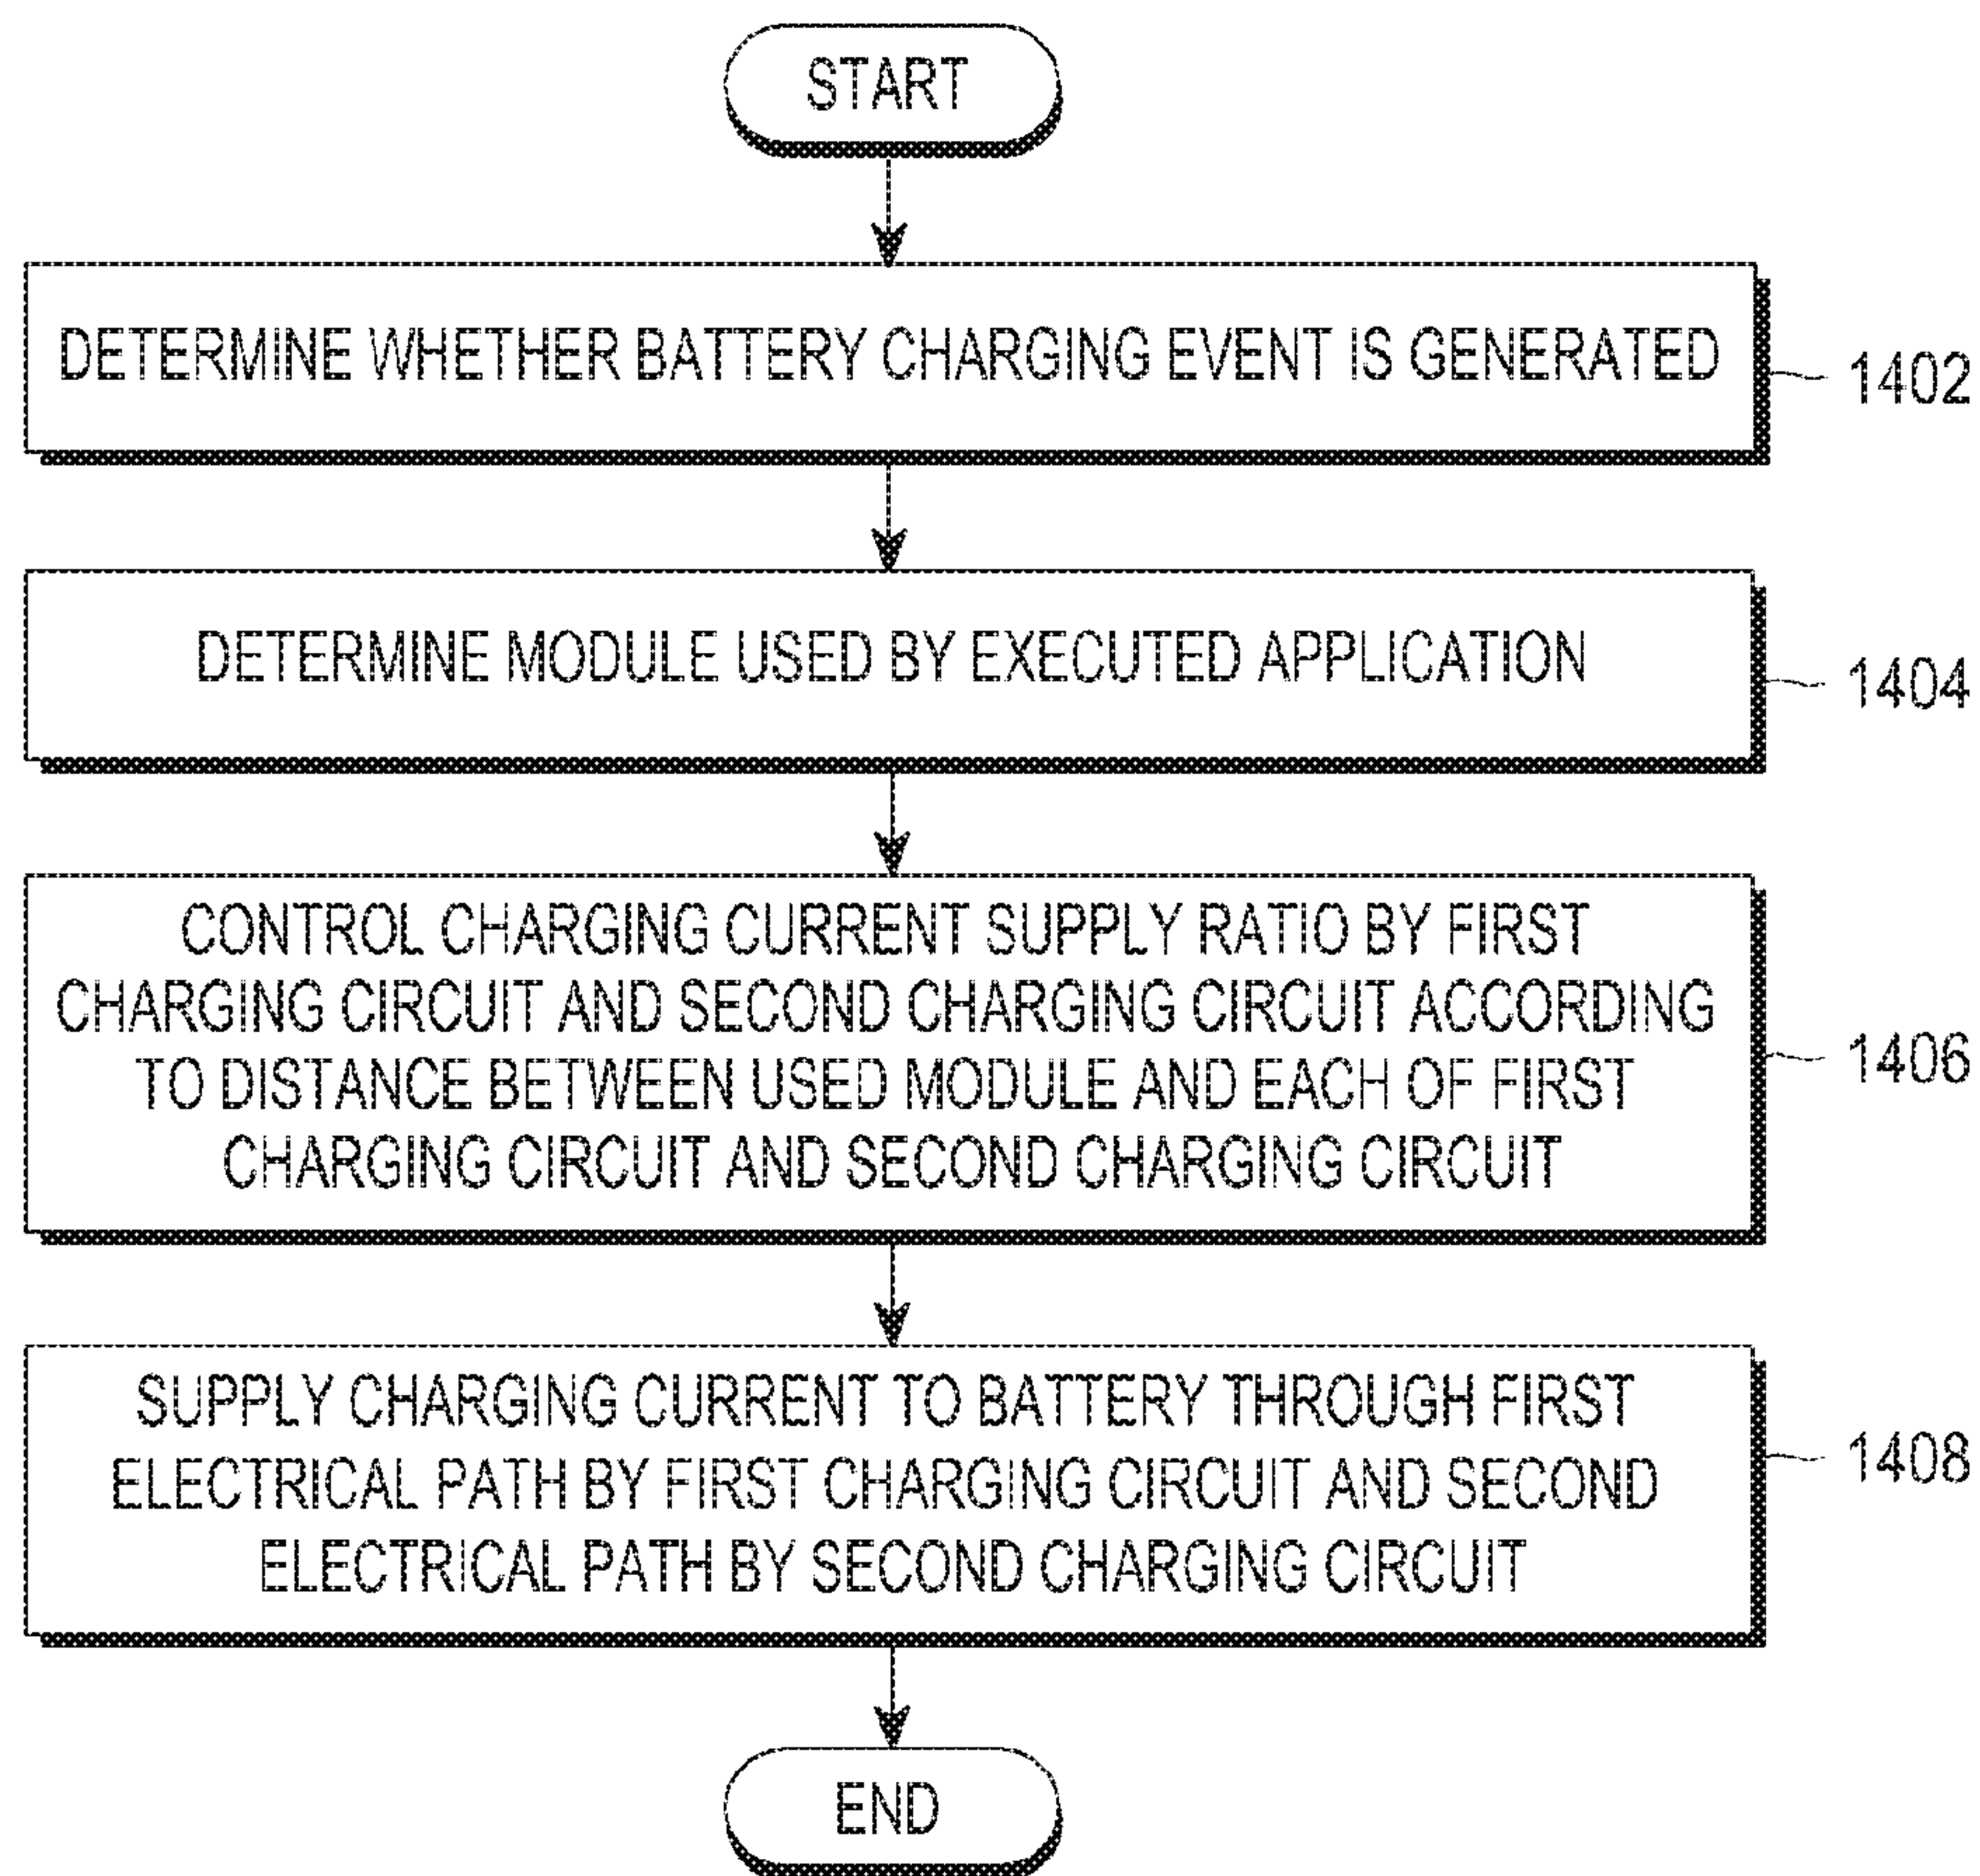 START
DETERMINE WHETHER BATTERY CHARGING EVENT IS GENERATED
1402
DETERMINE MODULE USED BY EXECUTED APPLICATION
1404
CONTROL CHARGING CURRENT SUPPLY RATIO BY FIRST
CHARGING CIRCUIT AND SECOND CHARGING CIRCUIT ACCORDING
TO DISTANCE BETWEEN USED MODULE AND EACH OF FIRST
CHARGING CIRCUIT AND SECOND CHARGING CIRCUIT
1406
SUPPLY CHARGING CURRENT TO BATTERY THROUGH FIRST
ELECTRICAL PATH BY FIRST CHARGING CIRCUIT AND SECOND
ELECTRICAL PATH BY SECOND CHARGING CIRCUIT
1408
END